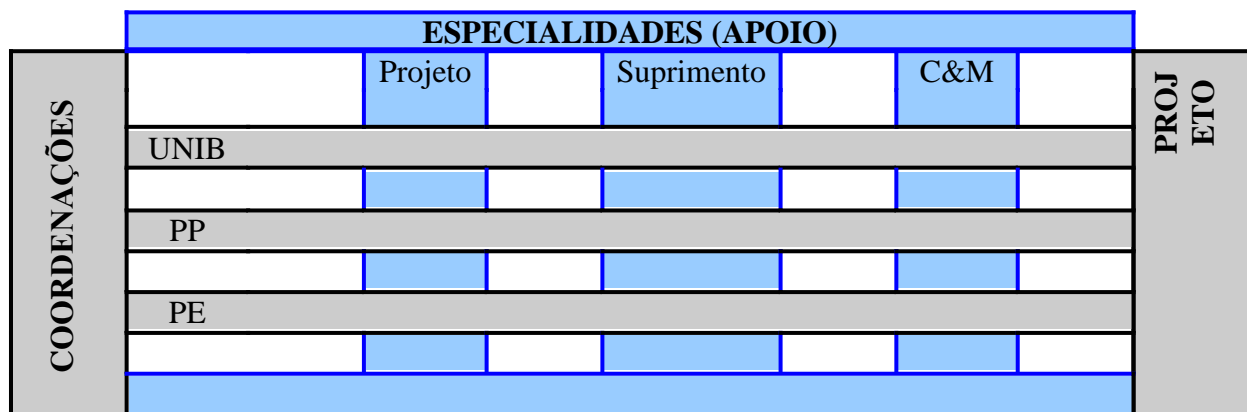 ESPECIALIDADES (APOIO)
COORDENAÇÕES
Projeto Suprimento C&M
UNIB
PP
PE
PROJ
ETO